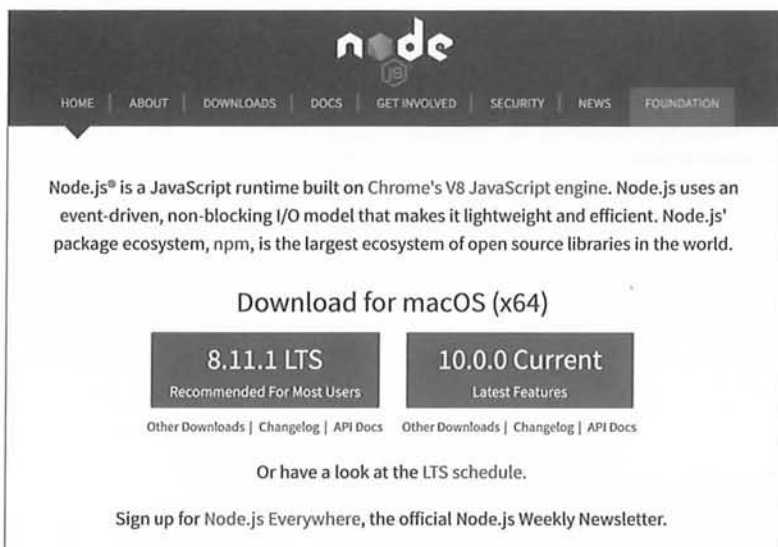 node
JS
HOME | ABOUT | DOWNLOADS | DOCS | GET INVOLVED | SECURITY | NEWS | FOUNDATION
Node.js® is a JavaScript runtime built on Chrome's V8 JavaScript engine. Node.js uses an
event-driven, non-blocking I/O model that makes it lightweight and efficient. Node.js'
package ecosystem, npm, is the largest ecosystem of open source libraries in the world.
Download for macOS (x64)
8.11.1 LTS
Recommended For Most Users
10.0.0 Current
Latest Features
Other Downloads | Changelog | API Docs
Other Downloads | Changelog | API Docs
Or have a look at the LTS schedule.
Sign up for Node.js Everywhere, the official Node.js Weekly Newsletter.